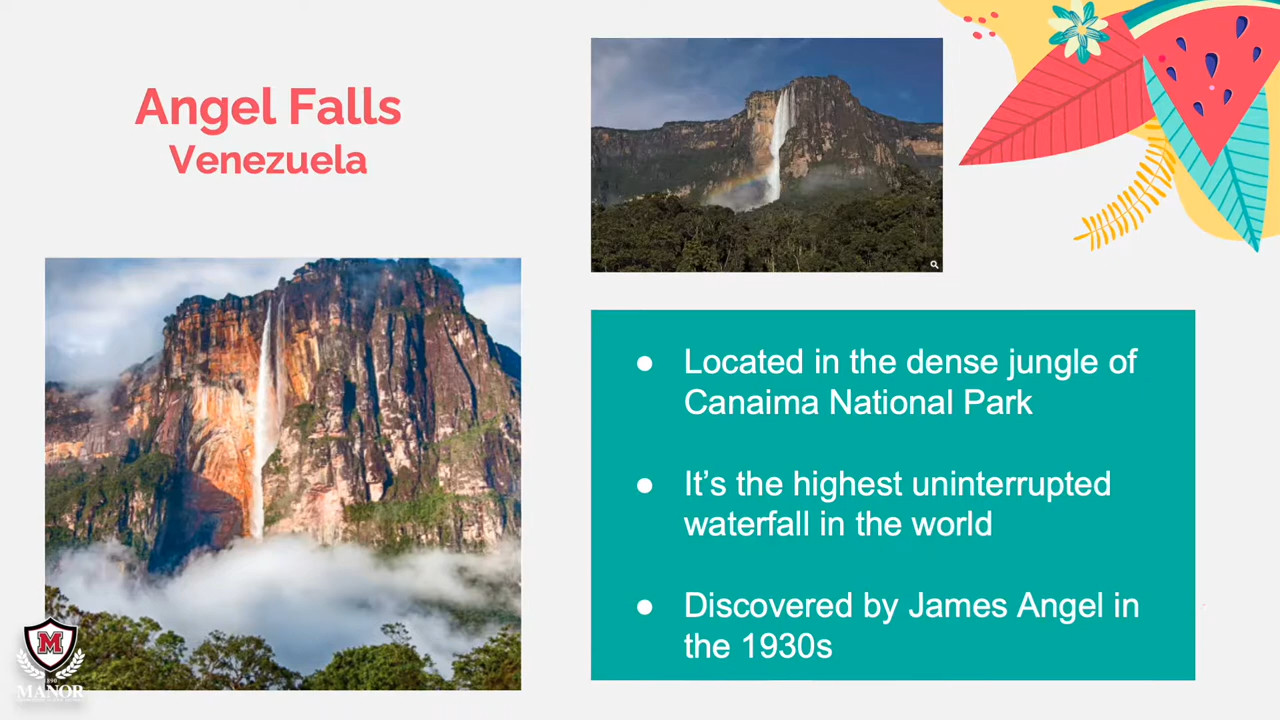 Angel Falls
Venezuela
● Located in the dense jungle of
Canaima National Park
● It’s the highest uninterrupted
waterfall in the world
● Discovered by James Angel in
the 1930s
M
1890
MANOR